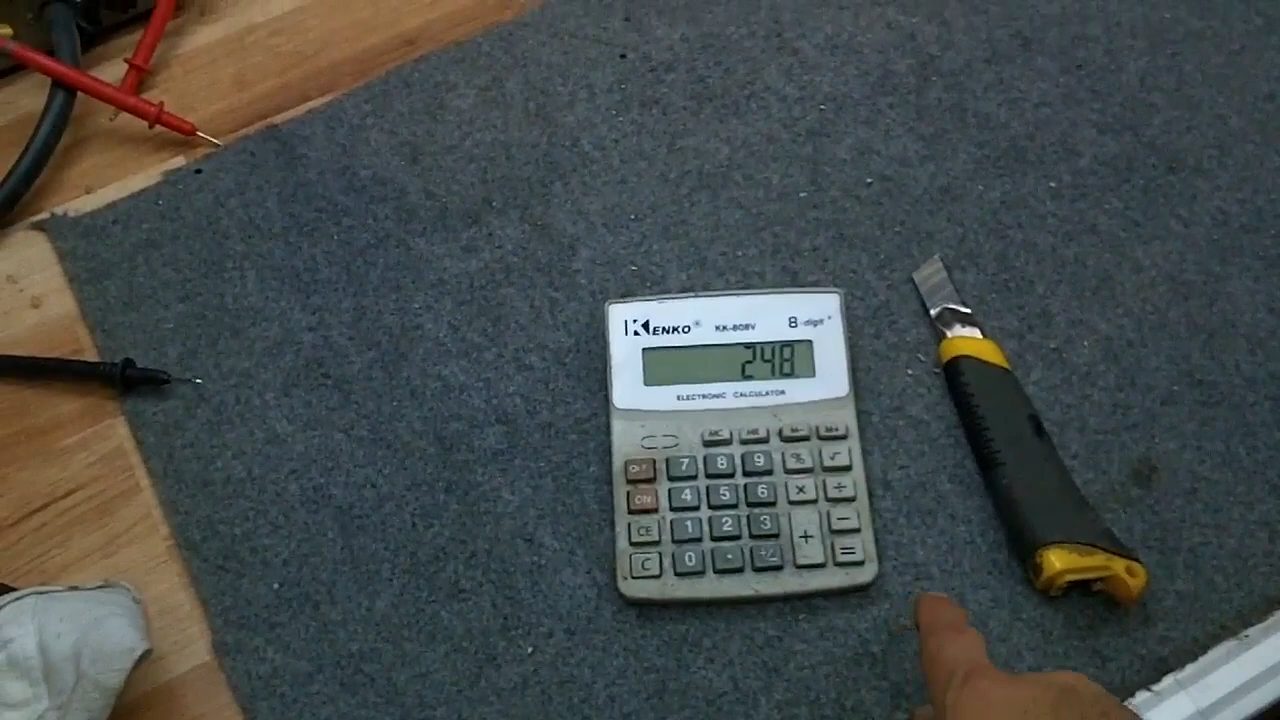 KENKO® KK-808V 8-digit
248
ELECTRONIC CALCULATOR
MC MR M- M+
OFF 7 8 9 % √
ON 4 5 6 × ÷
CE 1 2 3 + −
C 0 · +/− =